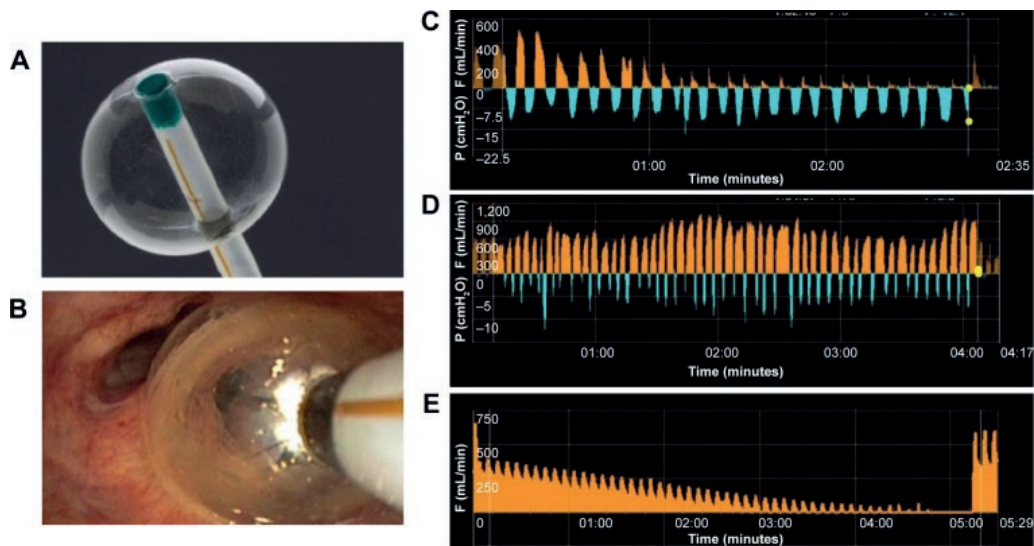 A
B
C
600
400
200
0
–7.5
–15
–22.5
P (cmH₂O) F (mL/min)
01:00
02:00
02:35
Time (minutes)
D
1,200
900
600
300
0
–5
–10
P (cmH₂O) F (mL/min)
01:00
02:00
03:00
04:00
04:17
Time (minutes)
E
750
500
250
F (mL/min)
0
01:00
02:00
03:00
04:00
05:00
05:29
Time (minutes)